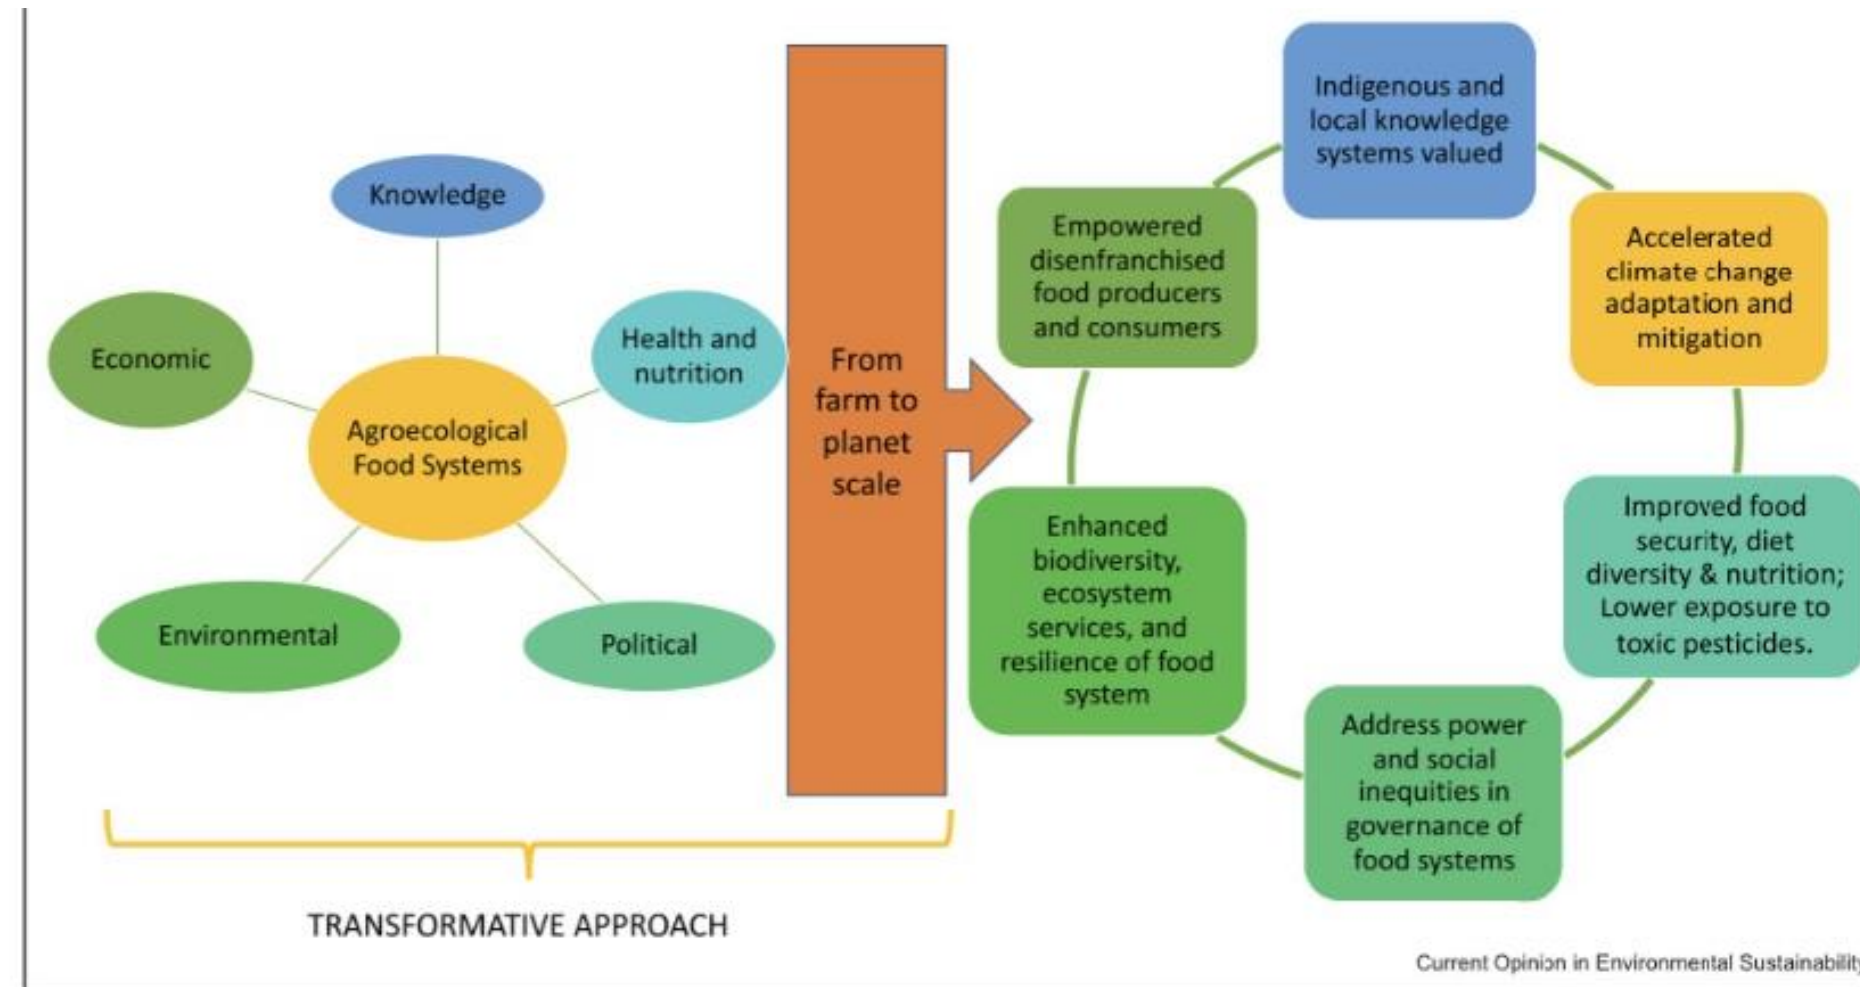 Knowledge
Economic
Health and
nutrition
Agroecological
Food Systems
Environmental
Political
From
farm to
planet
scale
TRANSFORMATIVE APPROACH
Indigenous and
local knowledge
systems valued
Accelerated
climate change
adaptation and
mitigation
Improved food
security, diet
diversity & nutrition;
Lower exposure to
toxic pesticides.
Address power
and social
inequities in
governance of
food systems
Enhanced
biodiversity,
ecosystem
services, and
resilience of food
system
Empowered
disenfranchised
food producers
and consumers
Current Opinion in Environmental Sustainability